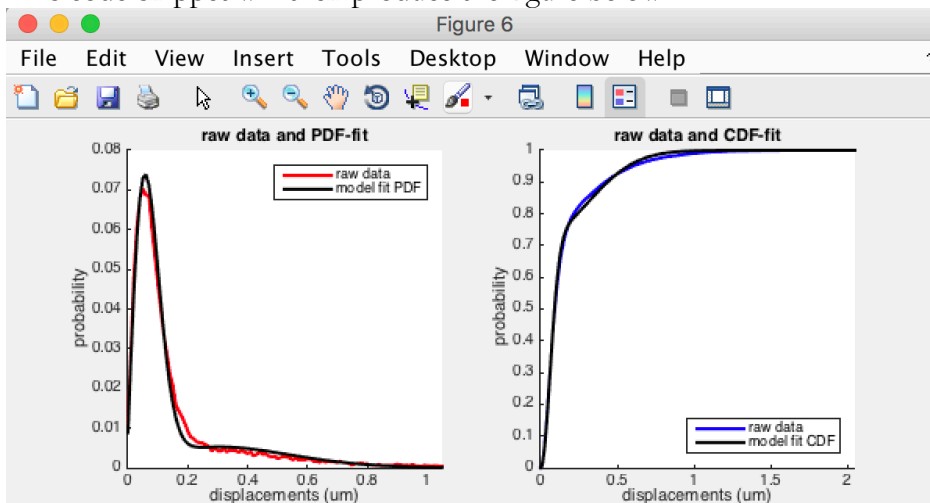 Figure 6
File Edit View Insert Tools Desktop Window Help
raw data and PDF-fit
0.08
0.07
0.06
0.05
0.04
0.03
0.02
0.01
0
probability
raw data
model fit PDF
0 0.2 0.4 0.6 0.8 1
displacements (um)
raw data and CDF-fit
1
0.9
0.8
0.7
0.6
0.5
0.4
0.3
0.2
0.1
0
probability
raw data
model fit CDF
0 0.5 1 1.5 2
displacements (um)